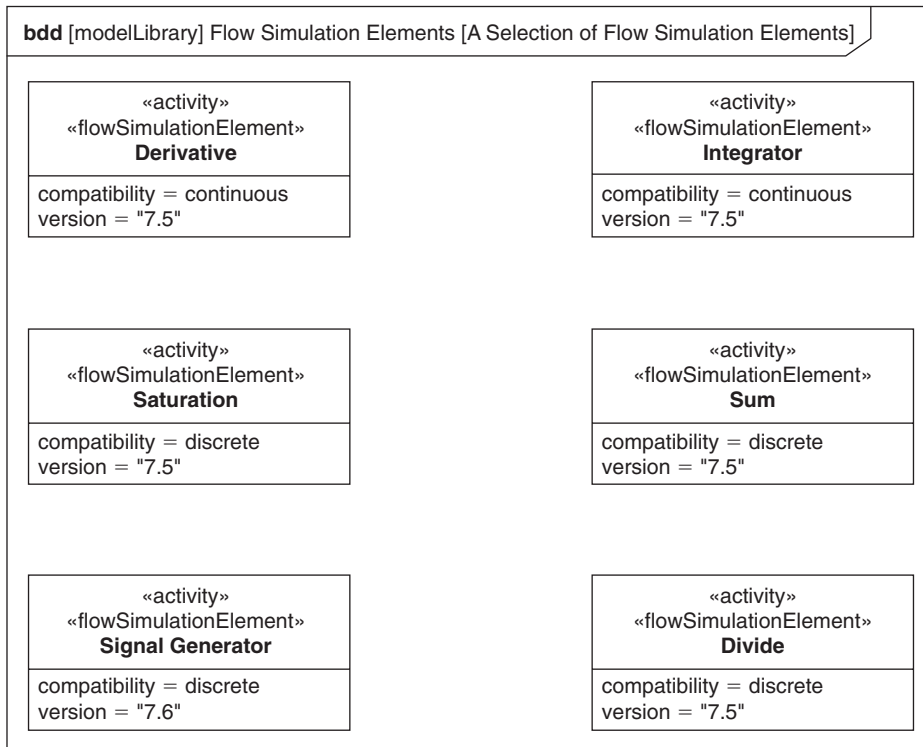 bdd [modelLibrary] Flow Simulation Elements [A Selection of Flow Simulation Elements]
«activity»
«flowSimulationElement»
Derivative
compatibility = continuous
version = "7.5"
«activity»
«flowSimulationElement»
Integrator
compatibility = continuous
version = "7.5"
«activity»
«flowSimulationElement»
Saturation
compatibility = discrete
version = "7.5"
«activity»
«flowSimulationElement»
Sum
compatibility = discrete
version = "7.5"
«activity»
«flowSimulationElement»
Signal Generator
compatibility = discrete
version = "7.6"
«activity»
«flowSimulationElement»
Divide
compatibility = discrete
version = "7.5"